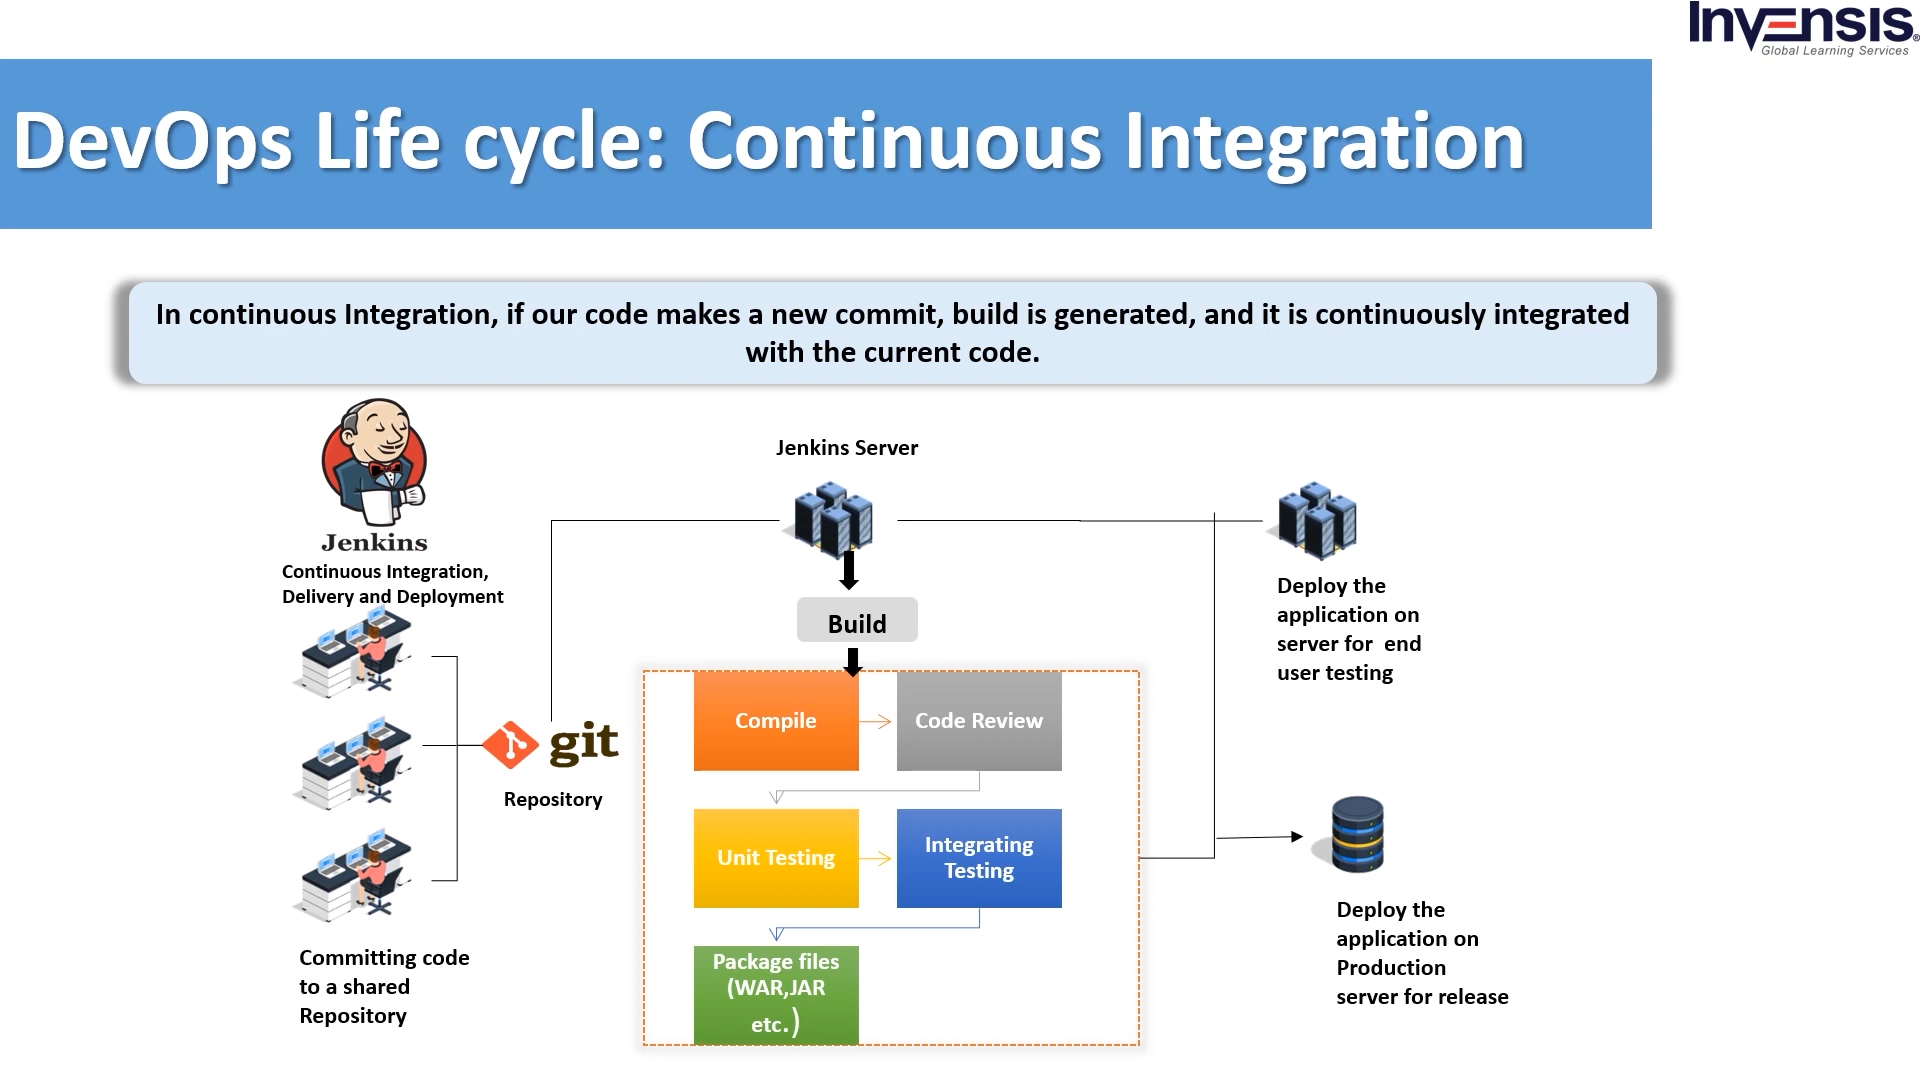 Invensis®
Global Learning Services
DevOps Life cycle: Continuous Integration
In continuous Integration, if our code makes a new commit, build is generated, and it is continuously integrated
with the current code.
Jenkins
Continuous Integration,
Delivery and Deployment
Committing code
to a shared
Repository
git
Repository
Jenkins Server
Build
Compile
Code Review
Unit Testing
Integrating
Testing
Package files
(WAR,JAR
etc.)
Deploy the
application on
server for  end
user testing
Deploy the
application on
Production
server for release